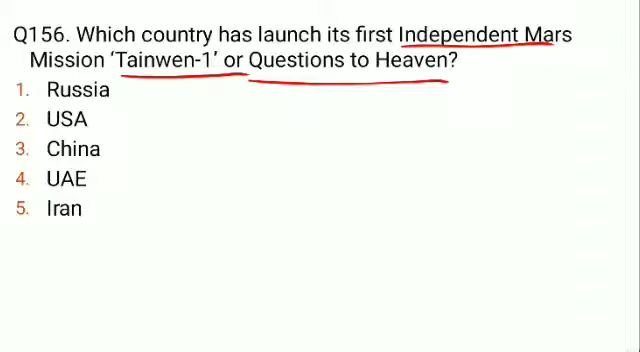 Q156. Which country has launch its first Independent Mars
Mission ‘Tainwen-1’ or Questions to Heaven?
1. Russia
2. USA
3. China
4. UAE
5. Iran